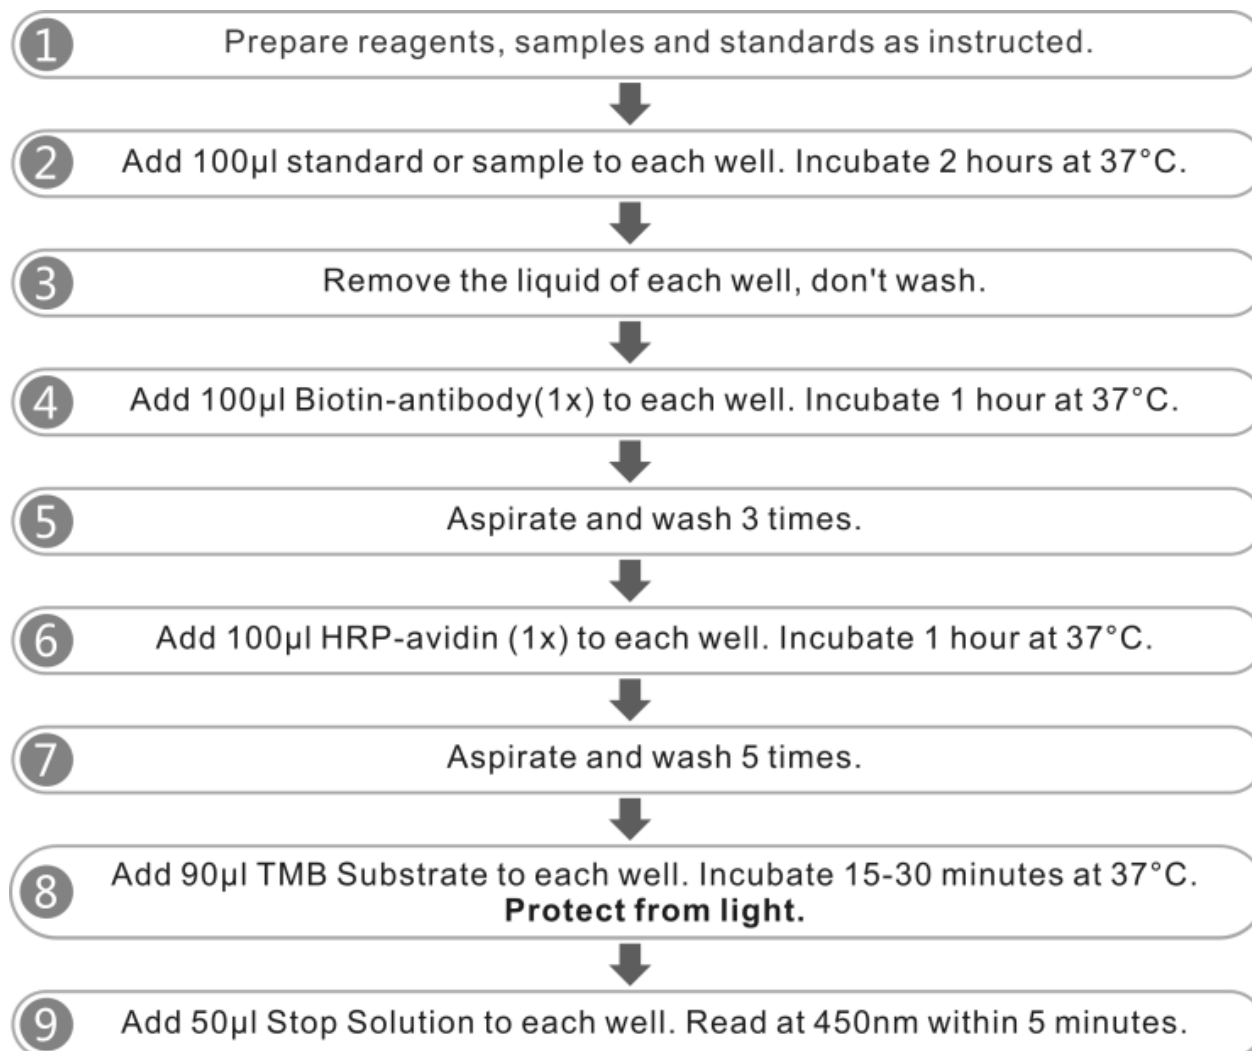 1 Prepare reagents, samples and standards as instructed.
2 Add 100µl standard or sample to each well. Incubate 2 hours at 37°C.
3 Remove the liquid of each well, don't wash.
4 Add 100µl Biotin-antibody(1x) to each well. Incubate 1 hour at 37°C.
5 Aspirate and wash 3 times.
6 Add 100µl HRP-avidin (1x) to each well. Incubate 1 hour at 37°C.
7 Aspirate and wash 5 times.
8 Add 90µl TMB Substrate to each well. Incubate 15-30 minutes at 37°C.
Protect from light.
9 Add 50µl Stop Solution to each well. Read at 450nm within 5 minutes.